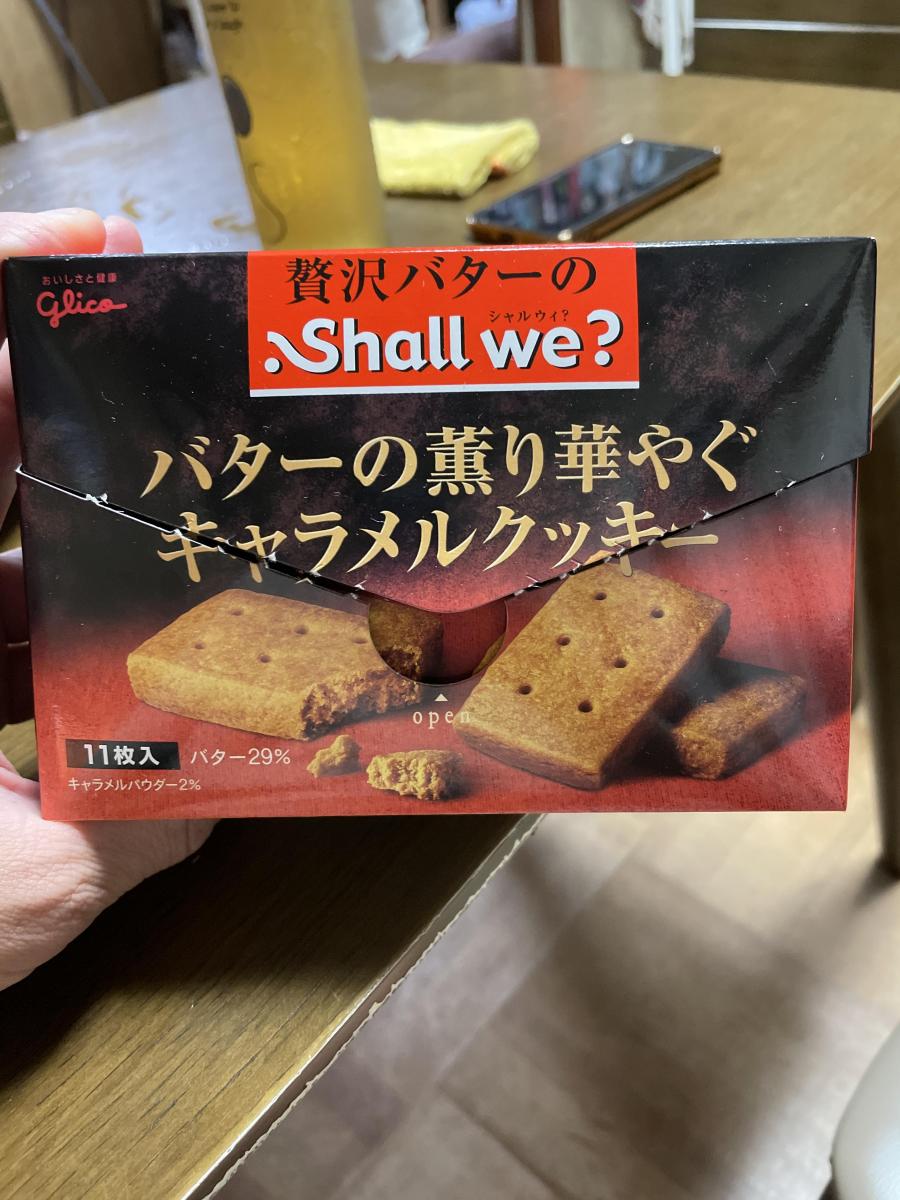 おいしさと健康
Glico
贅沢バターの
シャルウィ?
Shall we?
バターの薫り華やぐ
キャラメルクッキー
open
11枚入 バター29%
キャラメルパウダー2%